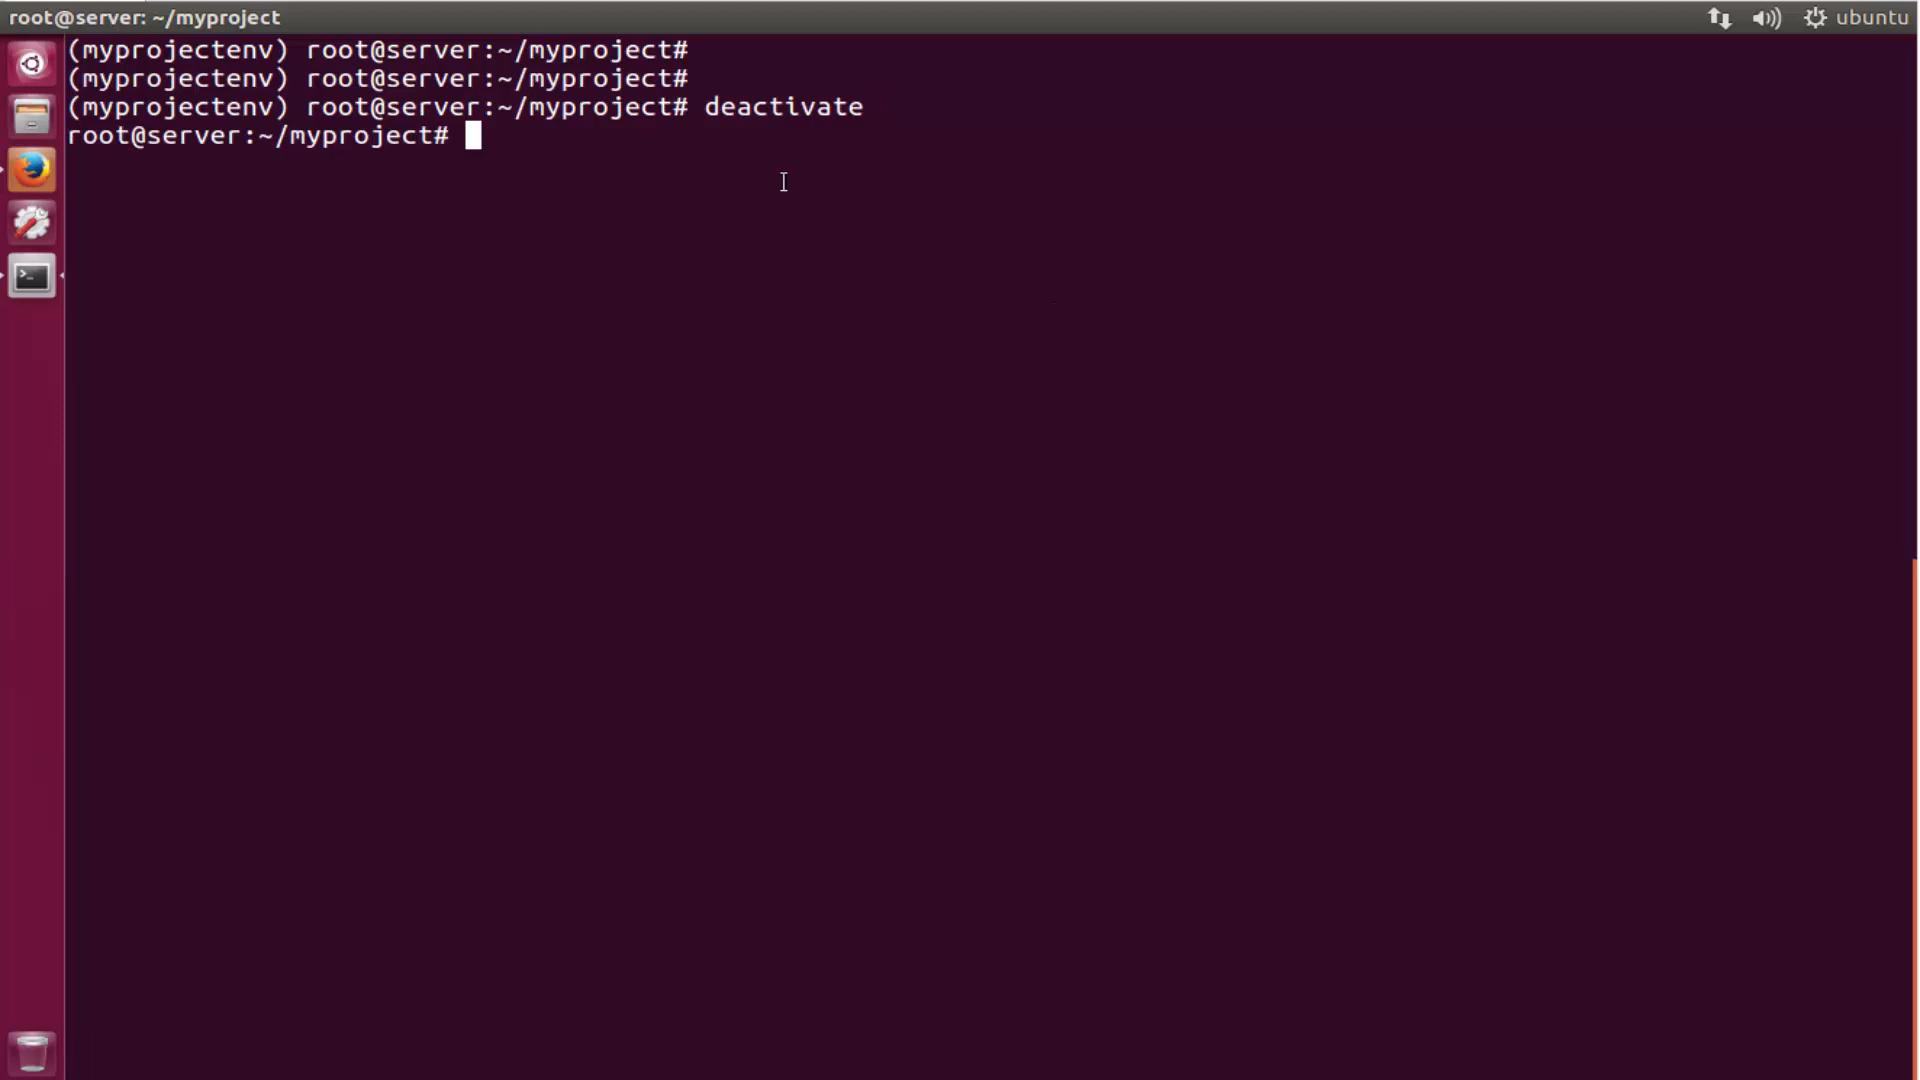 root@server: ~/myproject
ubuntu
(myprojectenv) root@server:~/myproject#
(myprojectenv) root@server:~/myproject#
(myprojectenv) root@server:~/myproject# deactivate
root@server:~/myproject#